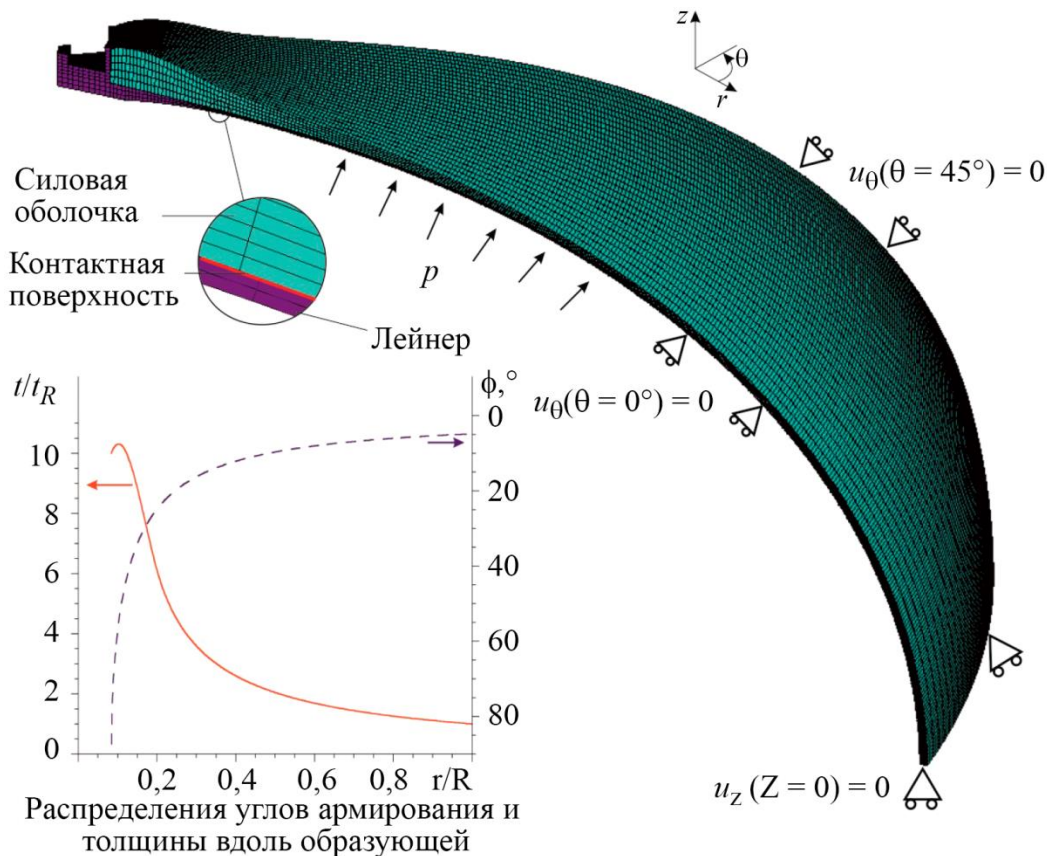 z
θ
r
uθ(θ = 45°) = 0
Силовая
оболочка
Контактная
поверхность
p
Лейнер
uθ(θ = 0°) = 0
t/tR
ϕ,°
10
8
6
4
2
0
0
20
40
60
80
0,2
0,4
0,6
0,8
r/R
uz (Z = 0) = 0
Распределения углов армирования и
толщины вдоль образующей